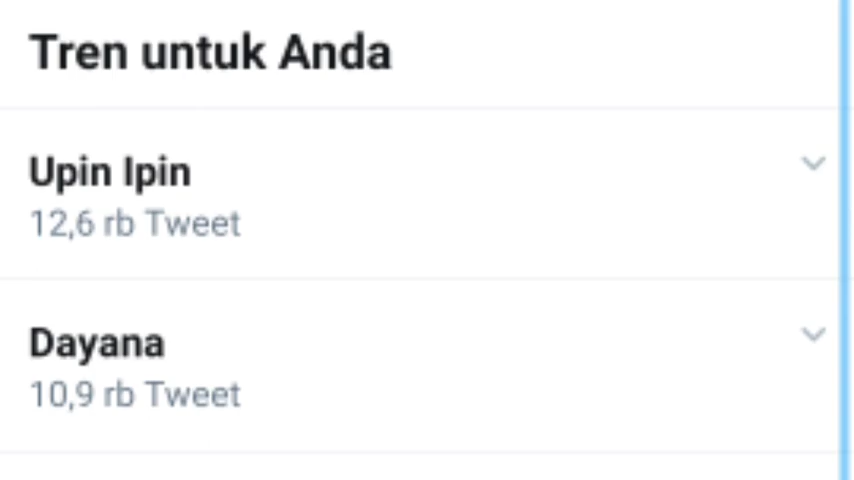 Tren untuk Anda
Upin Ipin
12,6 rb Tweet
Dayana
10,9 rb Tweet